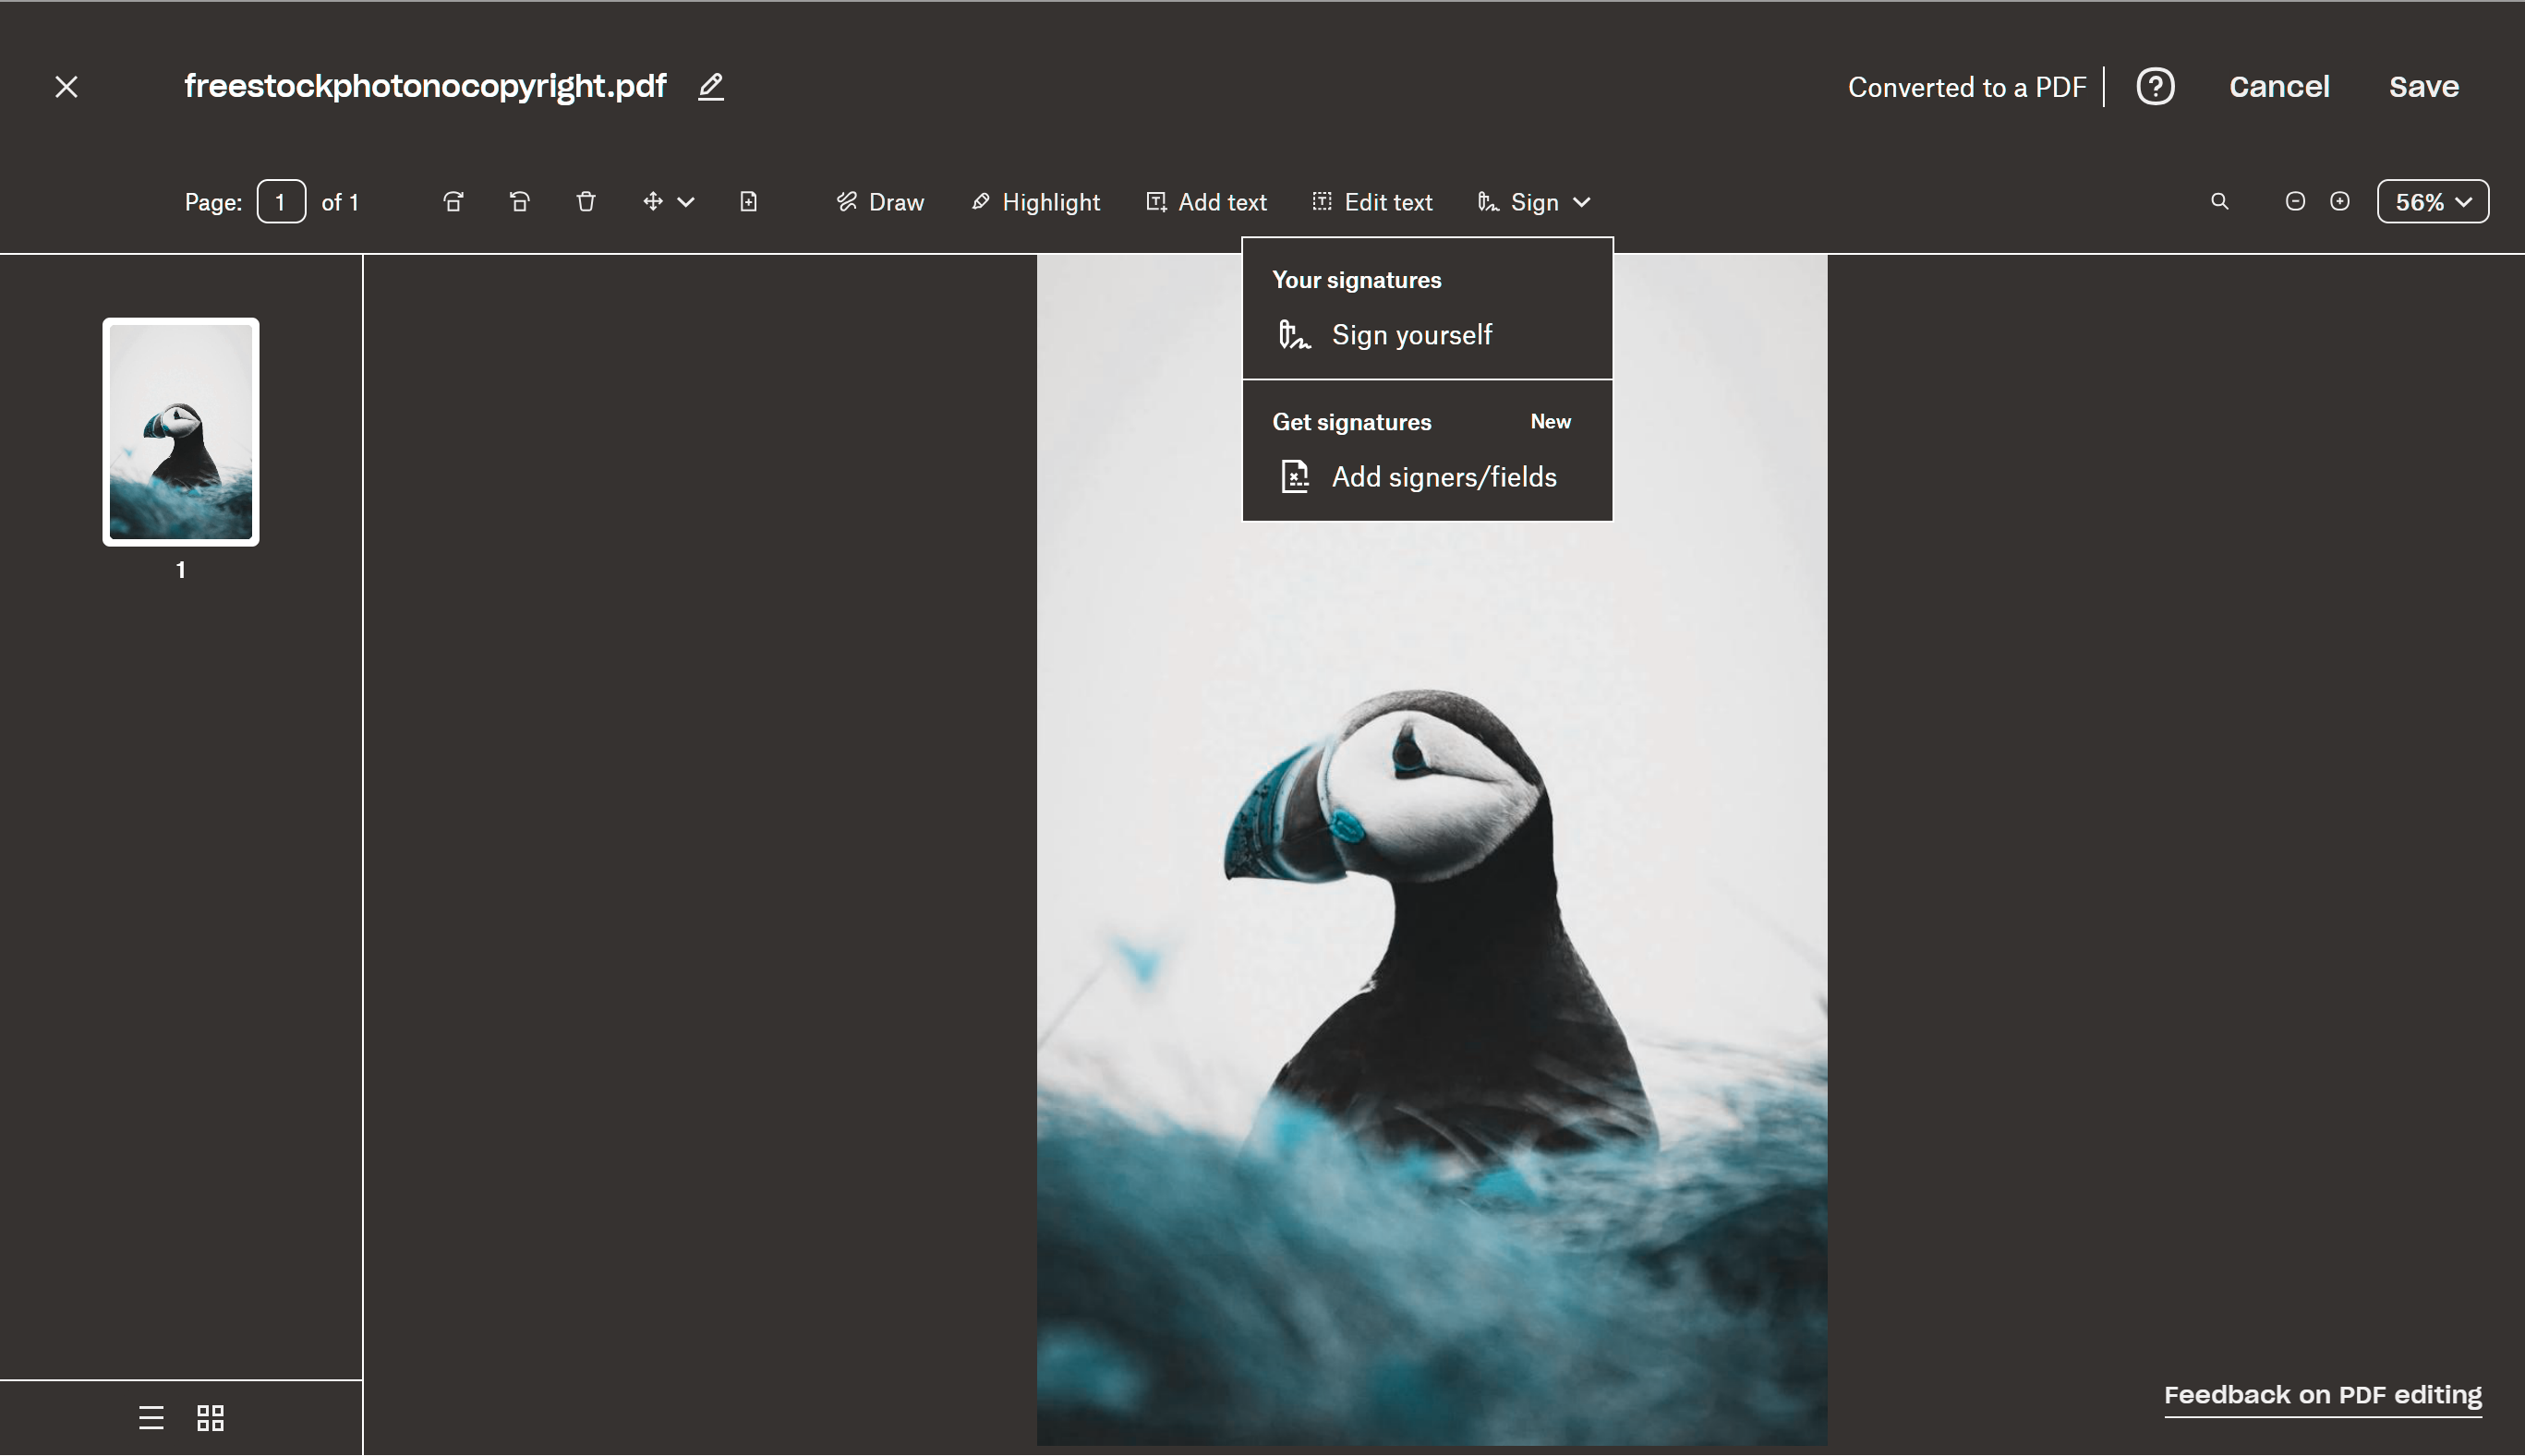 freestockphotonocopyright.pdf
Converted to a PDF
Cancel
Save
Page: 1 of 1
Draw
Highlight
Add text
Edit text
Sign
56%
Your signatures
Sign yourself
Get signatures New
Add signers/fields
1
Feedback on PDF editing